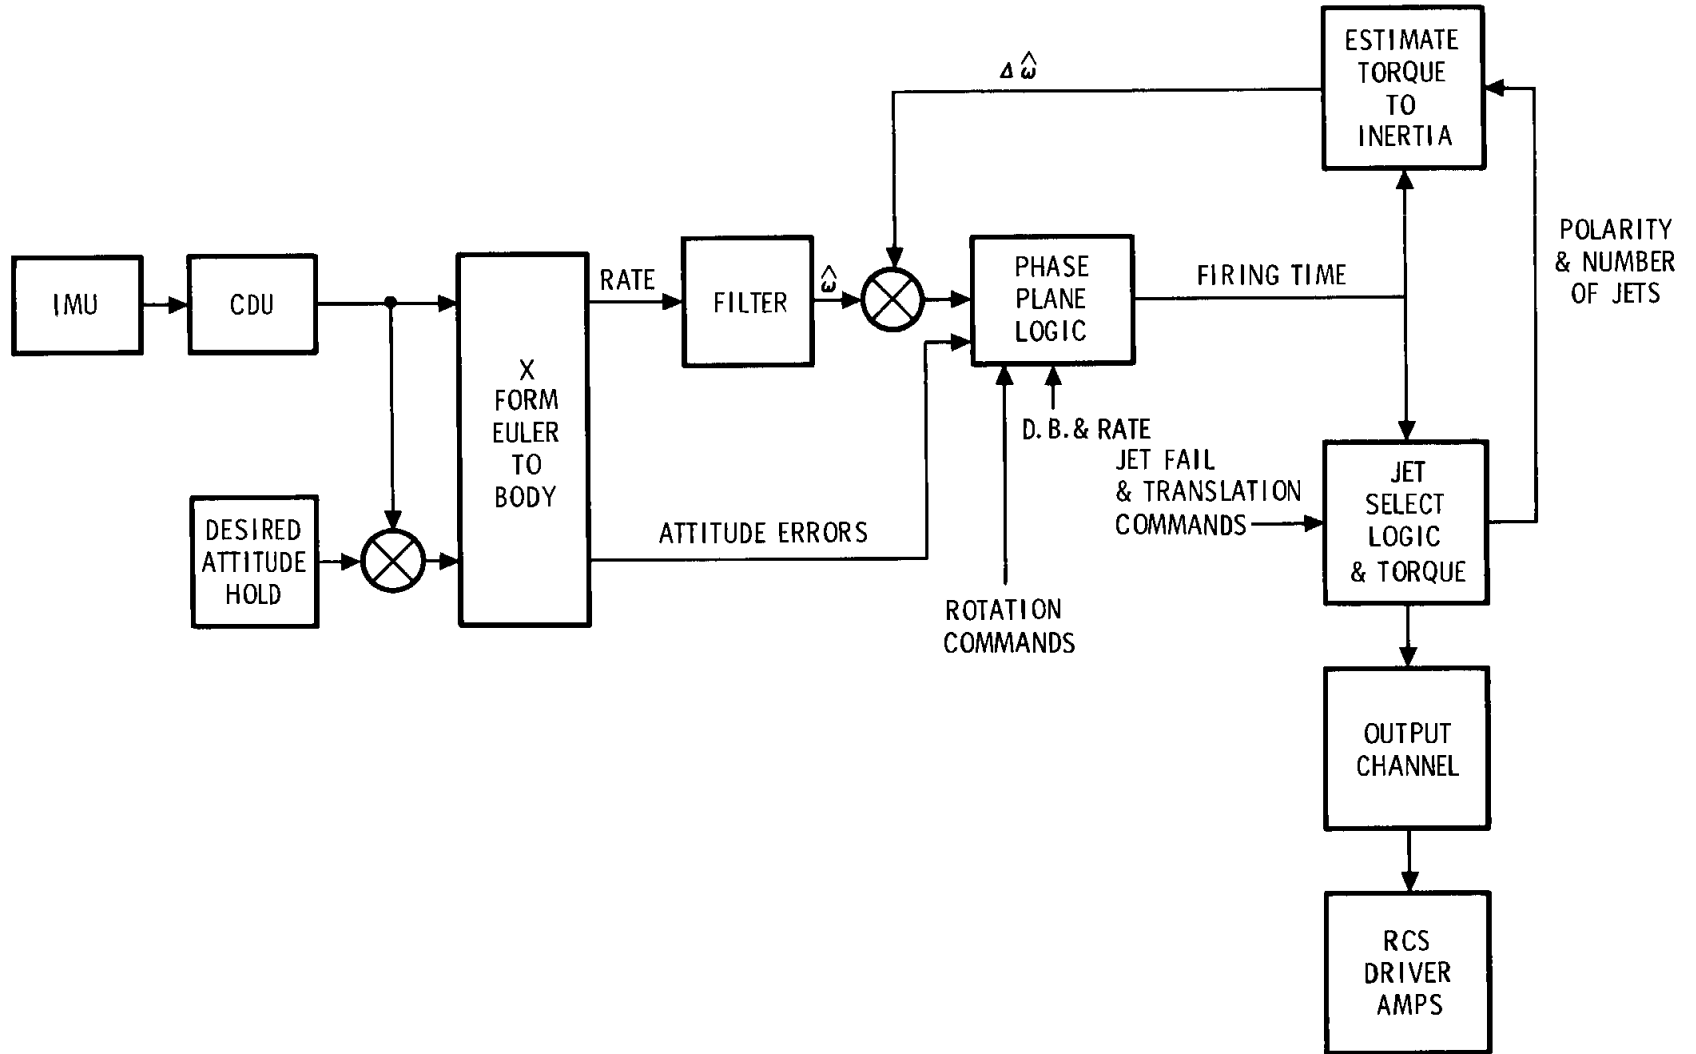 ESTIMATE
TORQUE
TO
INERTIA
Δω̂
POLARITY
& NUMBER
OF JETS
IMU
CDU
RATE
FILTER
ω̂
PHASE
PLANE
LOGIC
FIRING TIME
X
FORM
EULER
TO
BODY
D. B. & RATE
JET FAIL
& TRANSLATION
COMMANDS
JET
SELECT
LOGIC
& TORQUE
DESIRED
ATTITUDE
HOLD
ATTITUDE ERRORS
ROTATION
COMMANDS
OUTPUT
CHANNEL
RCS
DRIVER
AMPS